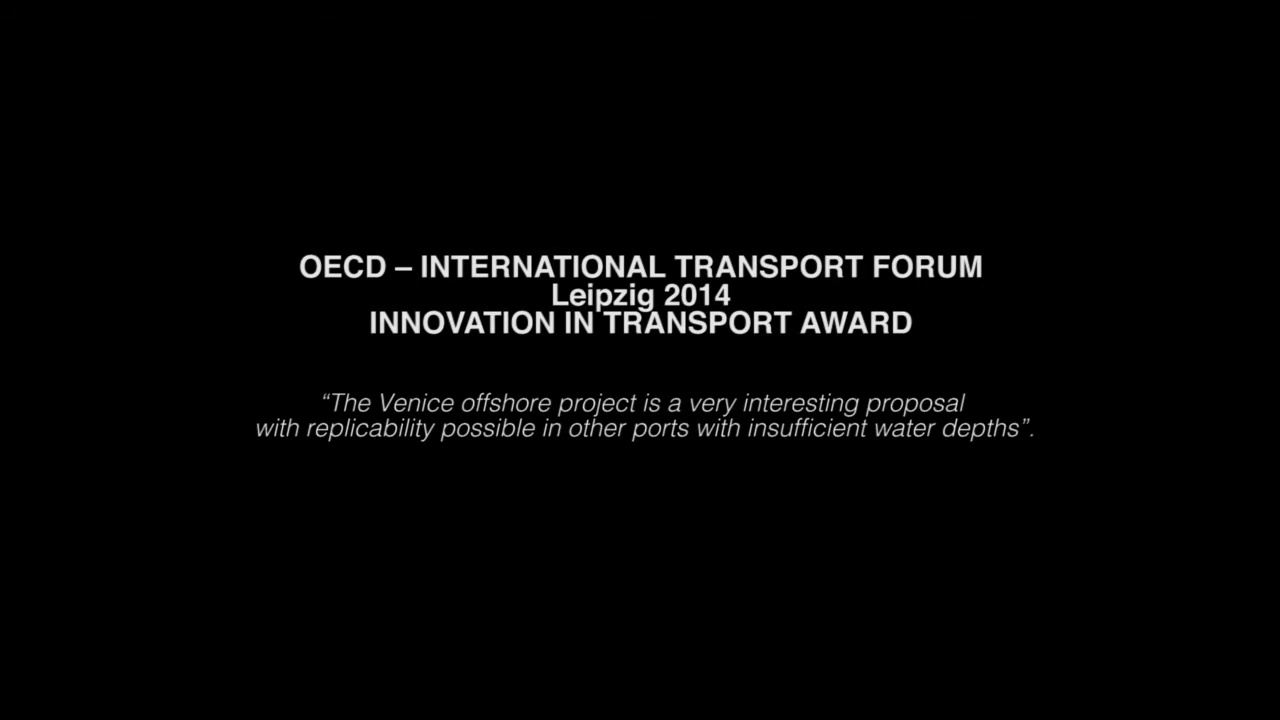 OECD – INTERNATIONAL TRANSPORT FORUM
Leipzig 2014
INNOVATION IN TRANSPORT AWARD
“The Venice offshore project is a very interesting proposal
with replicability possible in other ports with insufficient water depths”.